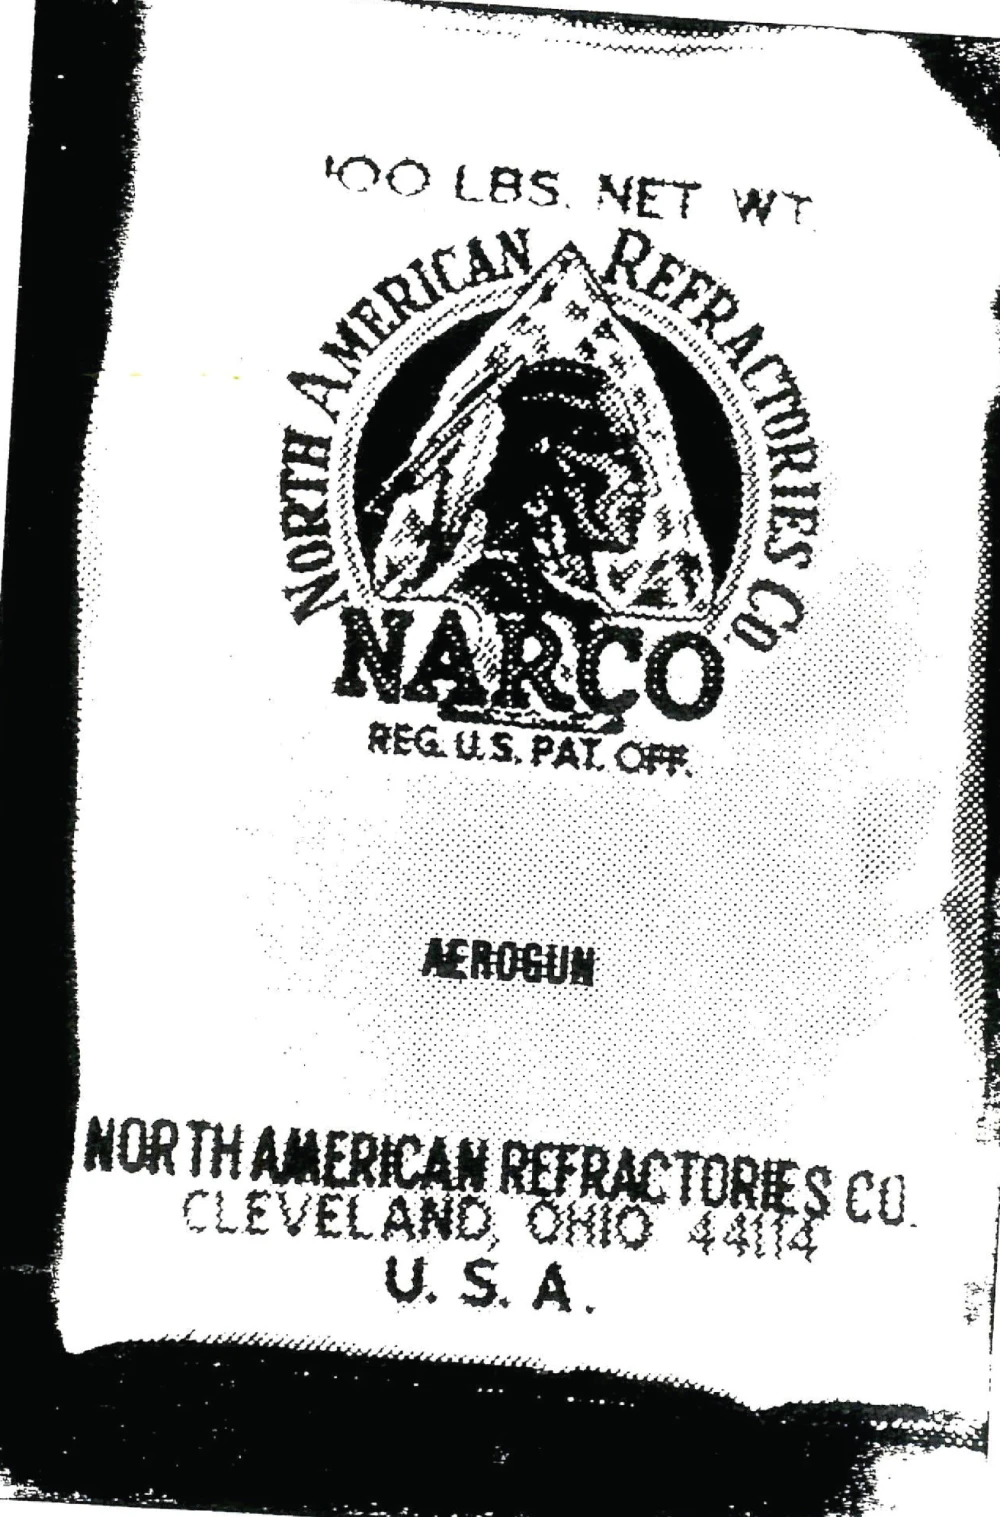 100 LBS. NET WT.
NORTH AMERICAN REFRACTORIES CO.
NARCO
REG. U.S. PAT. OFF.
AEROGUN
NORTH AMERICAN REFRACTORIES CO.
CLEVELAND, OHIO 44114
U. S. A.